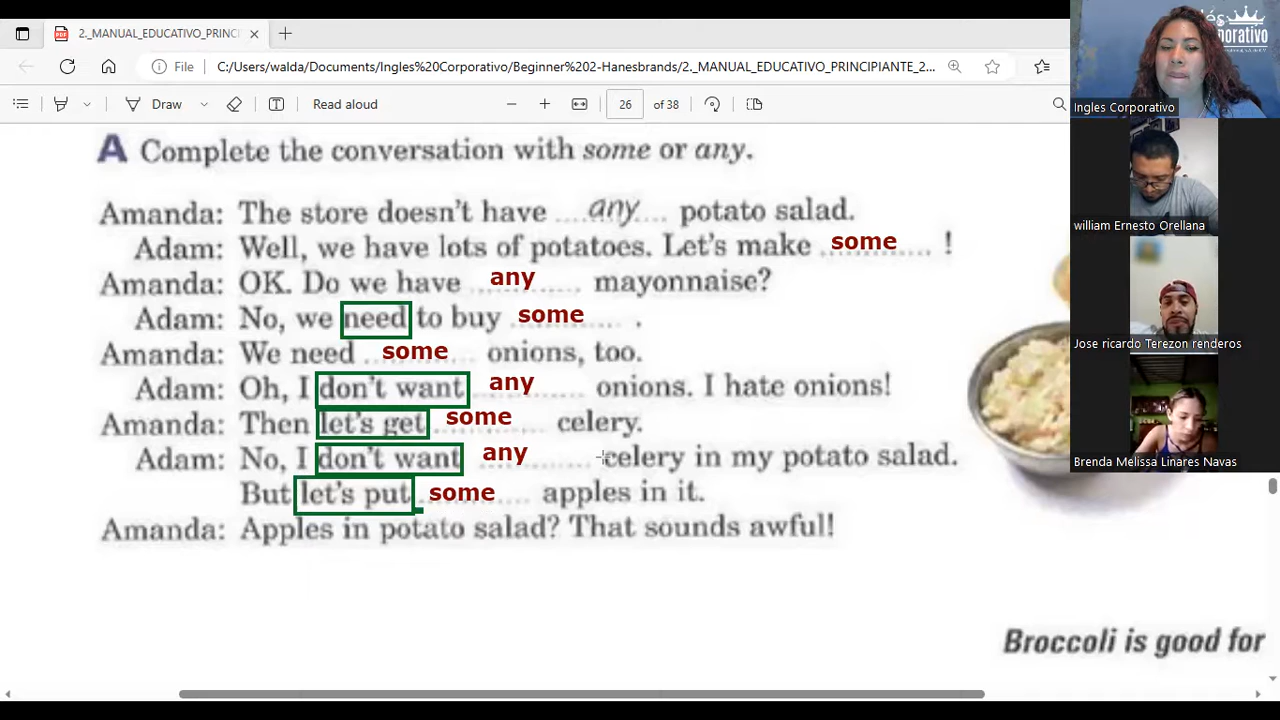 2._MANUAL_EDUCATIVO_PRINCI
File C:/Users/walda/Documents/Ingles%20Corporativo/Beginner%202-Hanesbrands/2._MANUAL_EDUCATIVO_PRINCIPIANTE_2...
Draw Read aloud 26 of 38
A Complete the conversation with some or any.
Amanda: The store doesn't have any potato salad.
Adam: Well, we have lots of potatoes. Let's make some !
Amanda: OK. Do we have any mayonnaise?
Adam: No, we need to buy some .
Amanda: We need some onions, too.
Adam: Oh, I don't want any onions. I hate onions!
Amanda: Then let's get some celery.
Adam: No, I don't want any celery in my potato salad.
But let's put some apples in it.
Amanda: Apples in potato salad? That sounds awful!
Broccoli is good for
Ingles Corporativo
william Ernesto Orellana
Jose ricardo Terezon renderos
Brenda Melissa Linares Navas